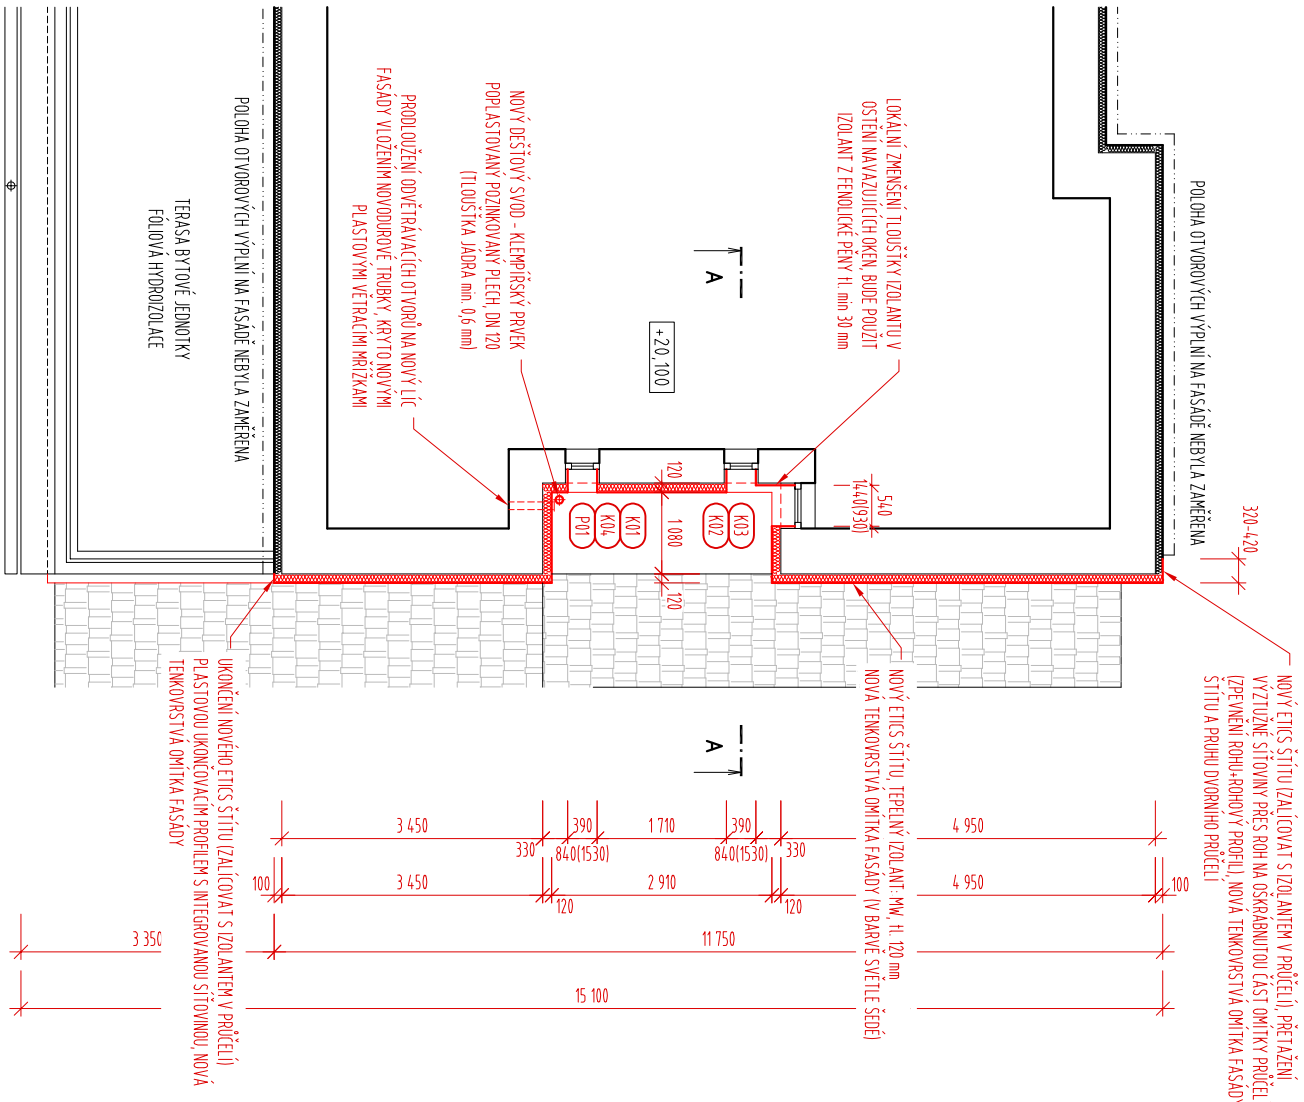 POLOHA OTVOROVÝCH VÝPLNÍ NA FASÁDĚ NEBYLA ZAMĚŘENA
320-420
NOVÝ ETICS ŠTÍTU (ZALÍCOVAT S IZOLANTEM V PRŮČELÍ), PŘETAŽENÍ
VÝZTUŽNÉ SÍŤOVINY PŘES ROH NA OŠKRÁBNUTOU ČÁST OMÍTKY PRŮČELÍ
(ZPEVNĚNÍ ROHU+ROHOVÝ PROFIL), NOVÁ TENKOVRSTVÁ OMÍTKA FASÁDY
ŠTÍTU A PRUHU DVORNÍHO PRŮČELÍ
LOKÁLNÍ ZMENŠENÍ TLOUŠŤKY IZOLANTU V
OSTĚNÍ NAVAZUJÍCÍCH OKEN, BUDE POUŽIT
IZOLANT Z FENOLICKÉ PĚNY tl. min 30 mm
540
1440(930)
NOVÝ ETICS ŠTÍTU, TEPELNÝ IZOLANT: MW, tl. 120 mm
NOVÁ TENKOVRSTVÁ OMÍTKA FASÁDY (V BARVĚ SVĚTLE ŠEDÉ)
A
A
+20,100
120
1 080
120
K03
K02
K01
K04
P01
NOVÝ DEŠŤOVÝ SVOD - KLEMPÍŘSKÝ PRVEK
POPLASTOVANÝ POZINKOVANÝ PLECH, DN 120
(TLOUŠŤKA JÁDRA min. 0,6 mm)
PRODLOUŽENÍ ODVĚTRÁVACÍCH OTVORŮ NA NOVÝ LÍC
FASÁDY VLOŽENÍM NOVODUROVÉ TRUBKY, KRYTO NOVÝMI
PLASTOVÝMI VĚTRACÍMI MŘÍŽKAMI
POLOHA OTVOROVÝCH VÝPLNÍ NA FASÁDĚ NEBYLA ZAMĚŘENA
TERASA BYTOVÉ JEDNOTKY
FÓLIOVÁ HYDROIZOLACE
UKONČENÍ NOVÉHO ETICS ŠTÍTU (ZALÍCOVAT S IZOLANTEM V PRŮČELÍ)
PLASTOVOU UKONČOVACÍM PROFILEM S INTEGROVANOU SÍŤOVINOU, NOVÁ
TENKOVRSTVÁ OMÍTKA FASÁDY
3 450
330
390
840(1530)
1 710
390
840(1530)
330
4 950
100
3 450
120
2 910
120
4 950
100
3 350
11 750
15 100